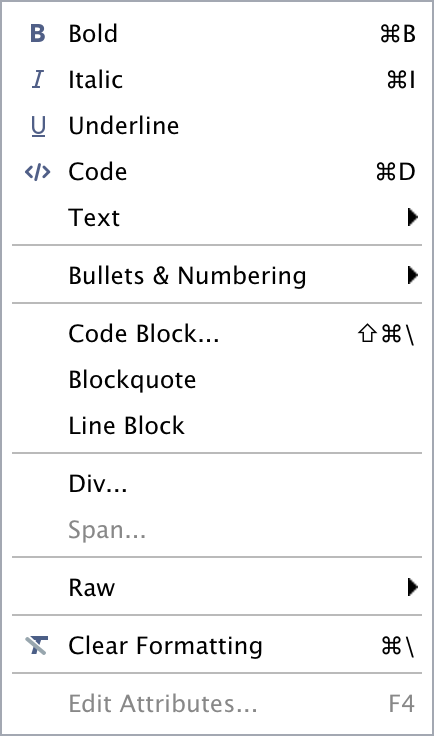 B Bold ⌘B
I Italic ⌘I
U Underline
</> Code ⌘D
Text
Bullets & Numbering
Code Block... ⇧⌘\
Blockquote
Line Block
Div...
Span...
Raw
Clear Formatting ⌘\
Edit Attributes... F4